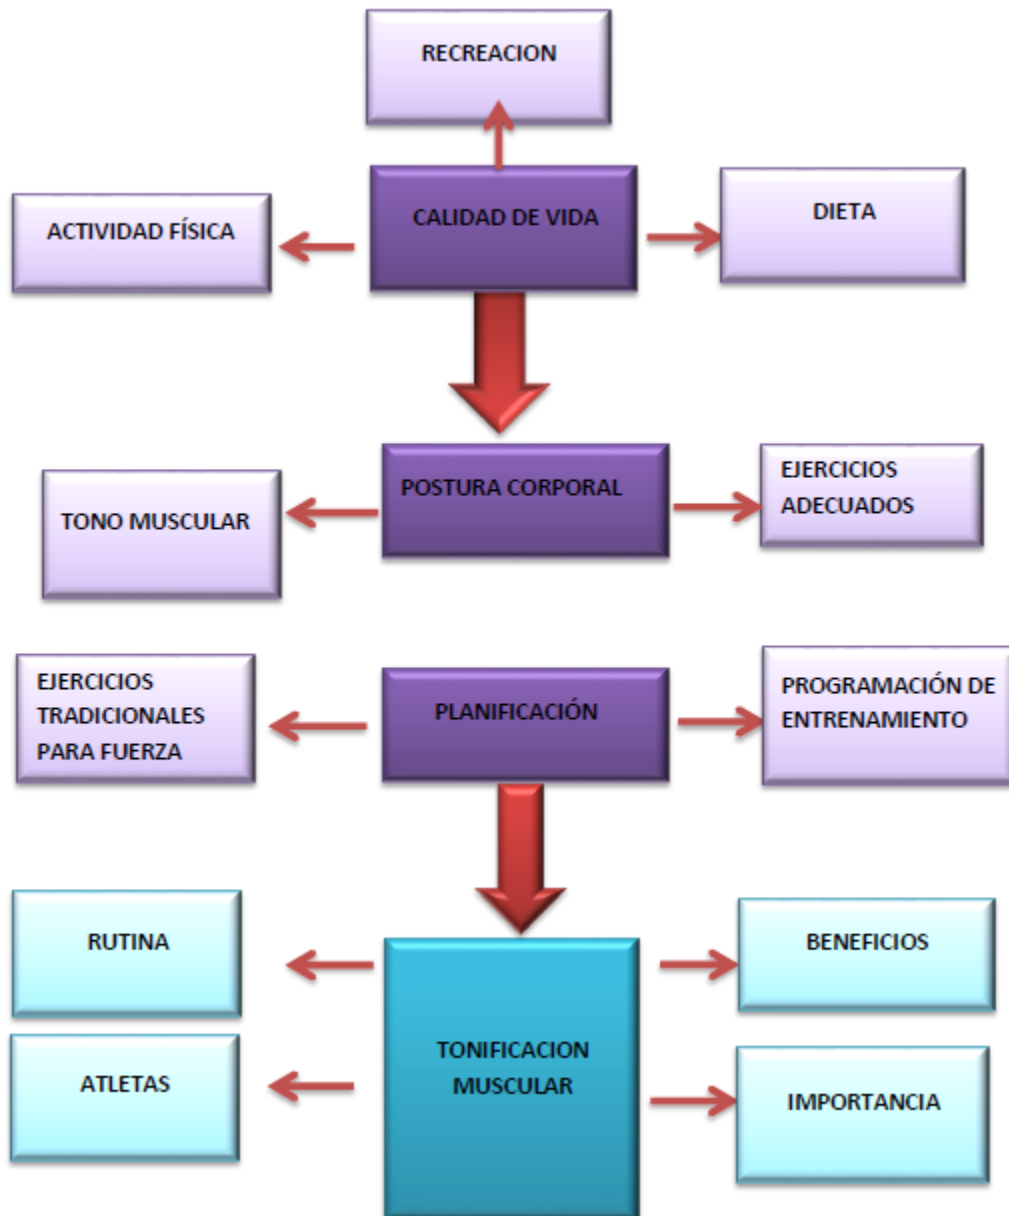 RECREACION
ACTIVIDAD FÍSICA
CALIDAD DE VIDA
DIETA
TONO MUSCULAR
POSTURA CORPORAL
EJERCICIOS
ADECUADOS
EJERCICIOS
TRADICIONALES
PARA FUERZA
PLANIFICACIÓN
PROGRAMACIÓN DE
ENTRENAMIENTO
RUTINA
BENEFICIOS
ATLETAS
TONIFICACION
MUSCULAR
IMPORTANCIA